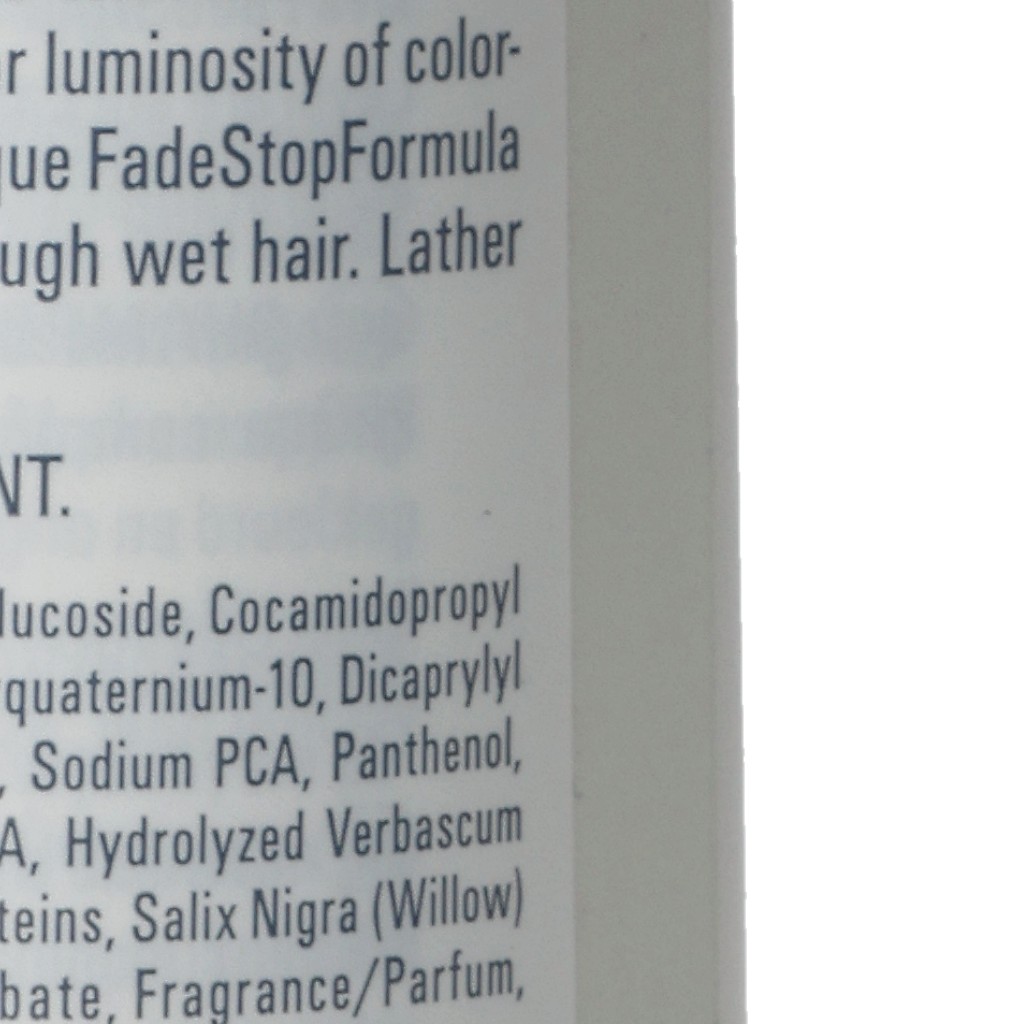 r luminosity of color-
que FadeStopFormula
ugh wet hair. Lather
NT.
lucoside, Cocamidopropyl
quaternium-10, Dicaprylyl
, Sodium PCA, Panthenol,
A, Hydrolyzed Verbascum
teins, Salix Nigra (Willow)
bate, Fragrance/Parfum,